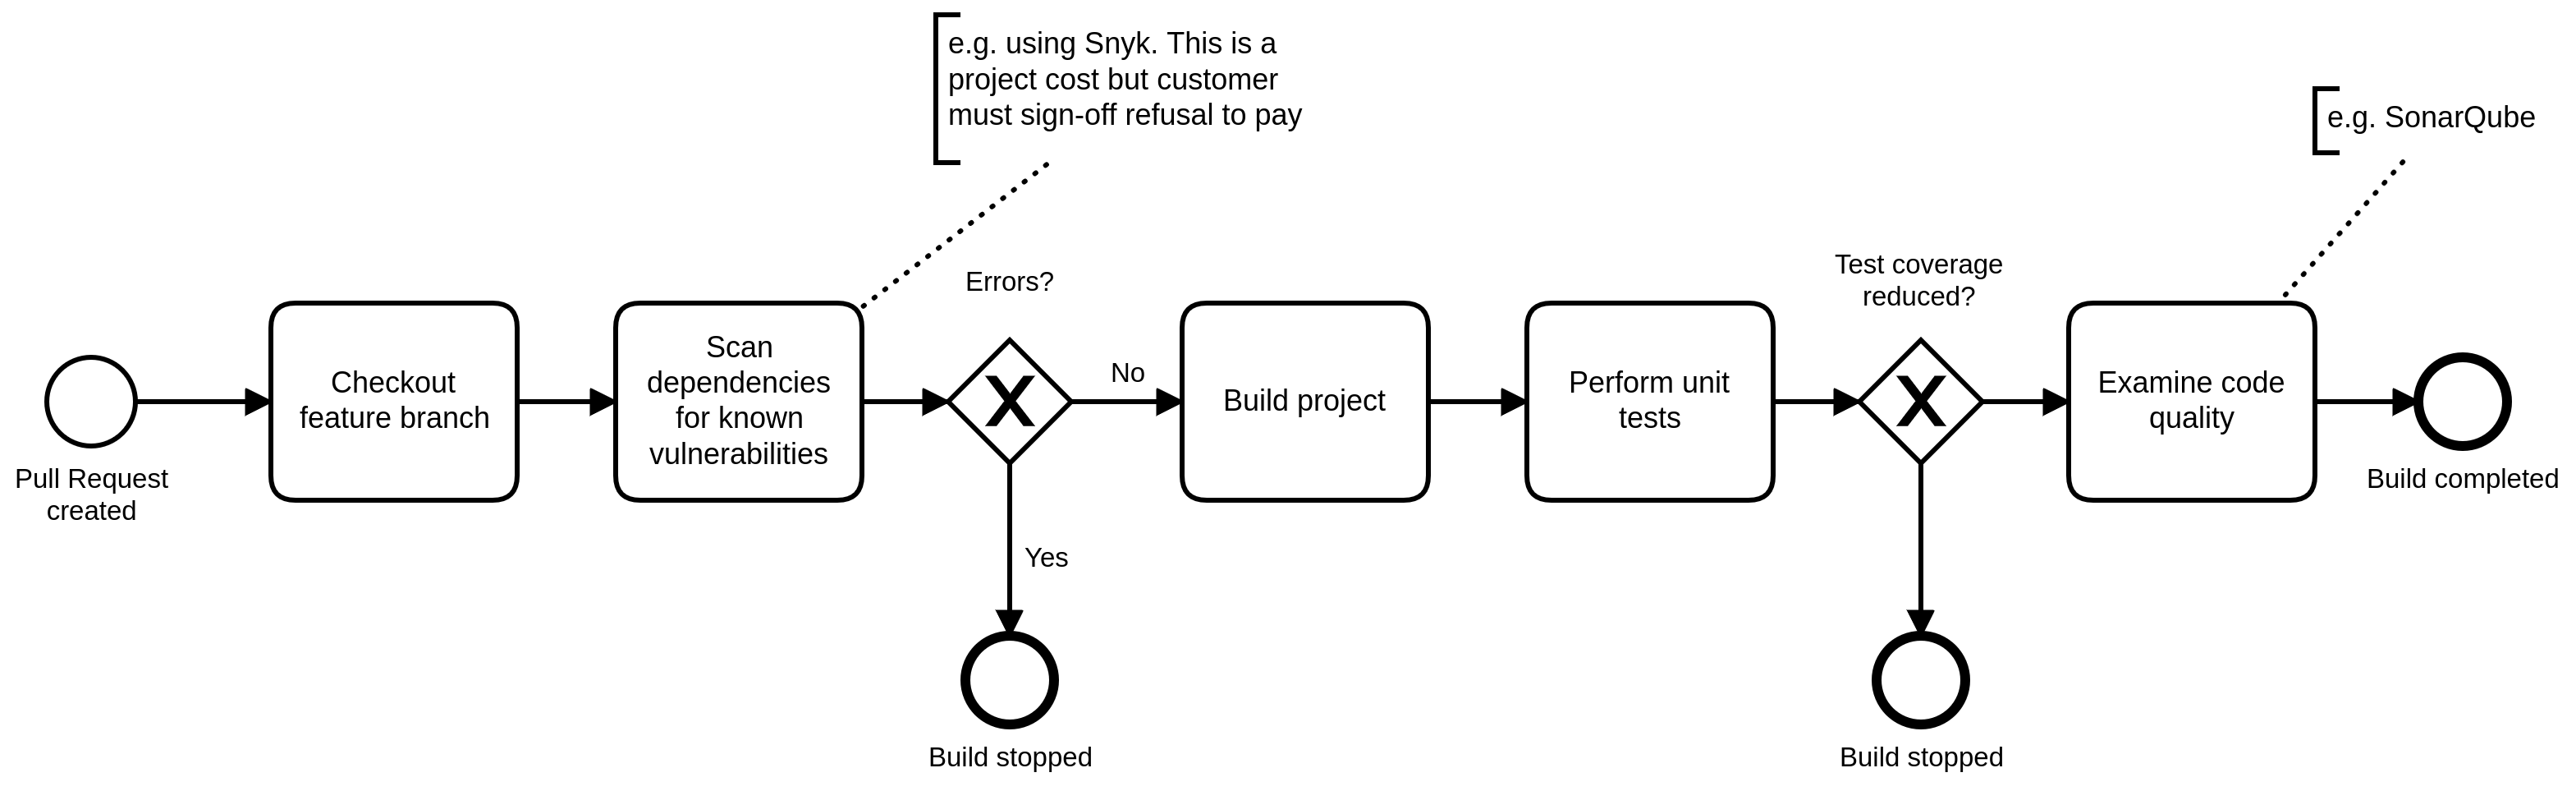 e.g. using Snyk. This is a
project cost but customer
must sign-off refusal to pay
e.g. SonarQube
Errors?
Test coverage
reduced?
Pull Request
created
Checkout
feature branch
Scan
dependencies
for known
vulnerabilities
X
No
Yes
Build stopped
Build project
Perform unit
tests
X
Build stopped
Examine code
quality
Build completed